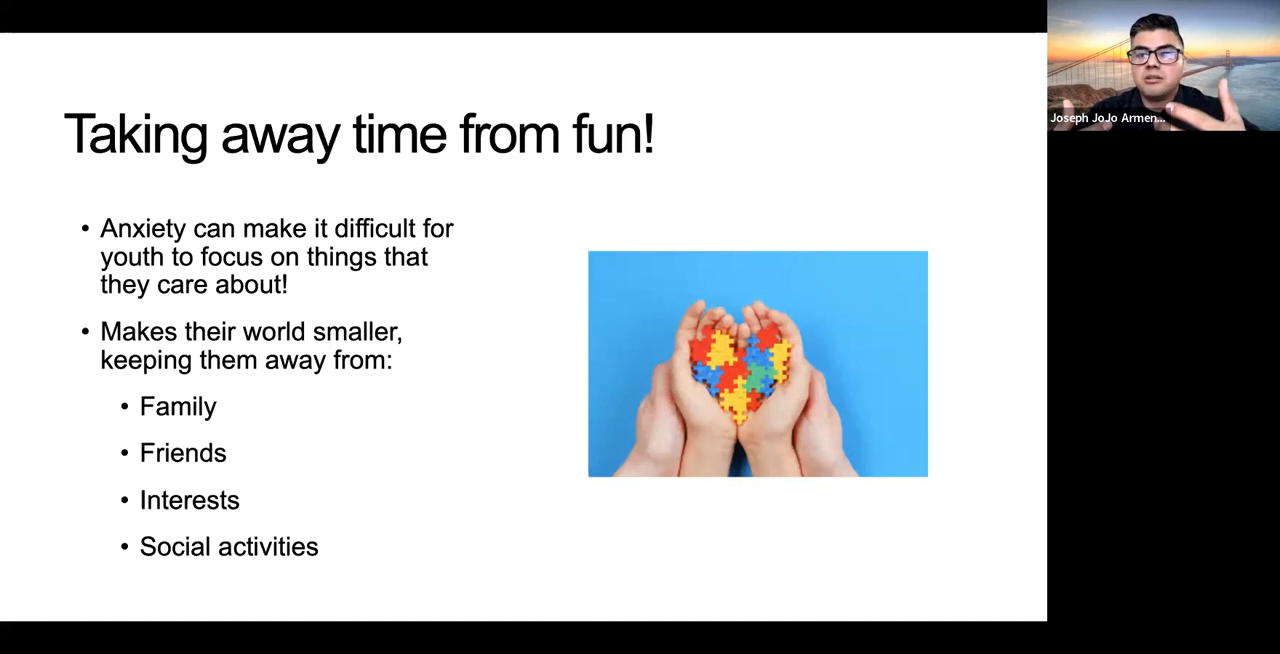 Taking away time from fun!
• Anxiety can make it difficult for
youth to focus on things that
they care about!
• Makes their world smaller,
keeping them away from:
• Family
• Friends
• Interests
• Social activities
Joseph JoJo Armen...